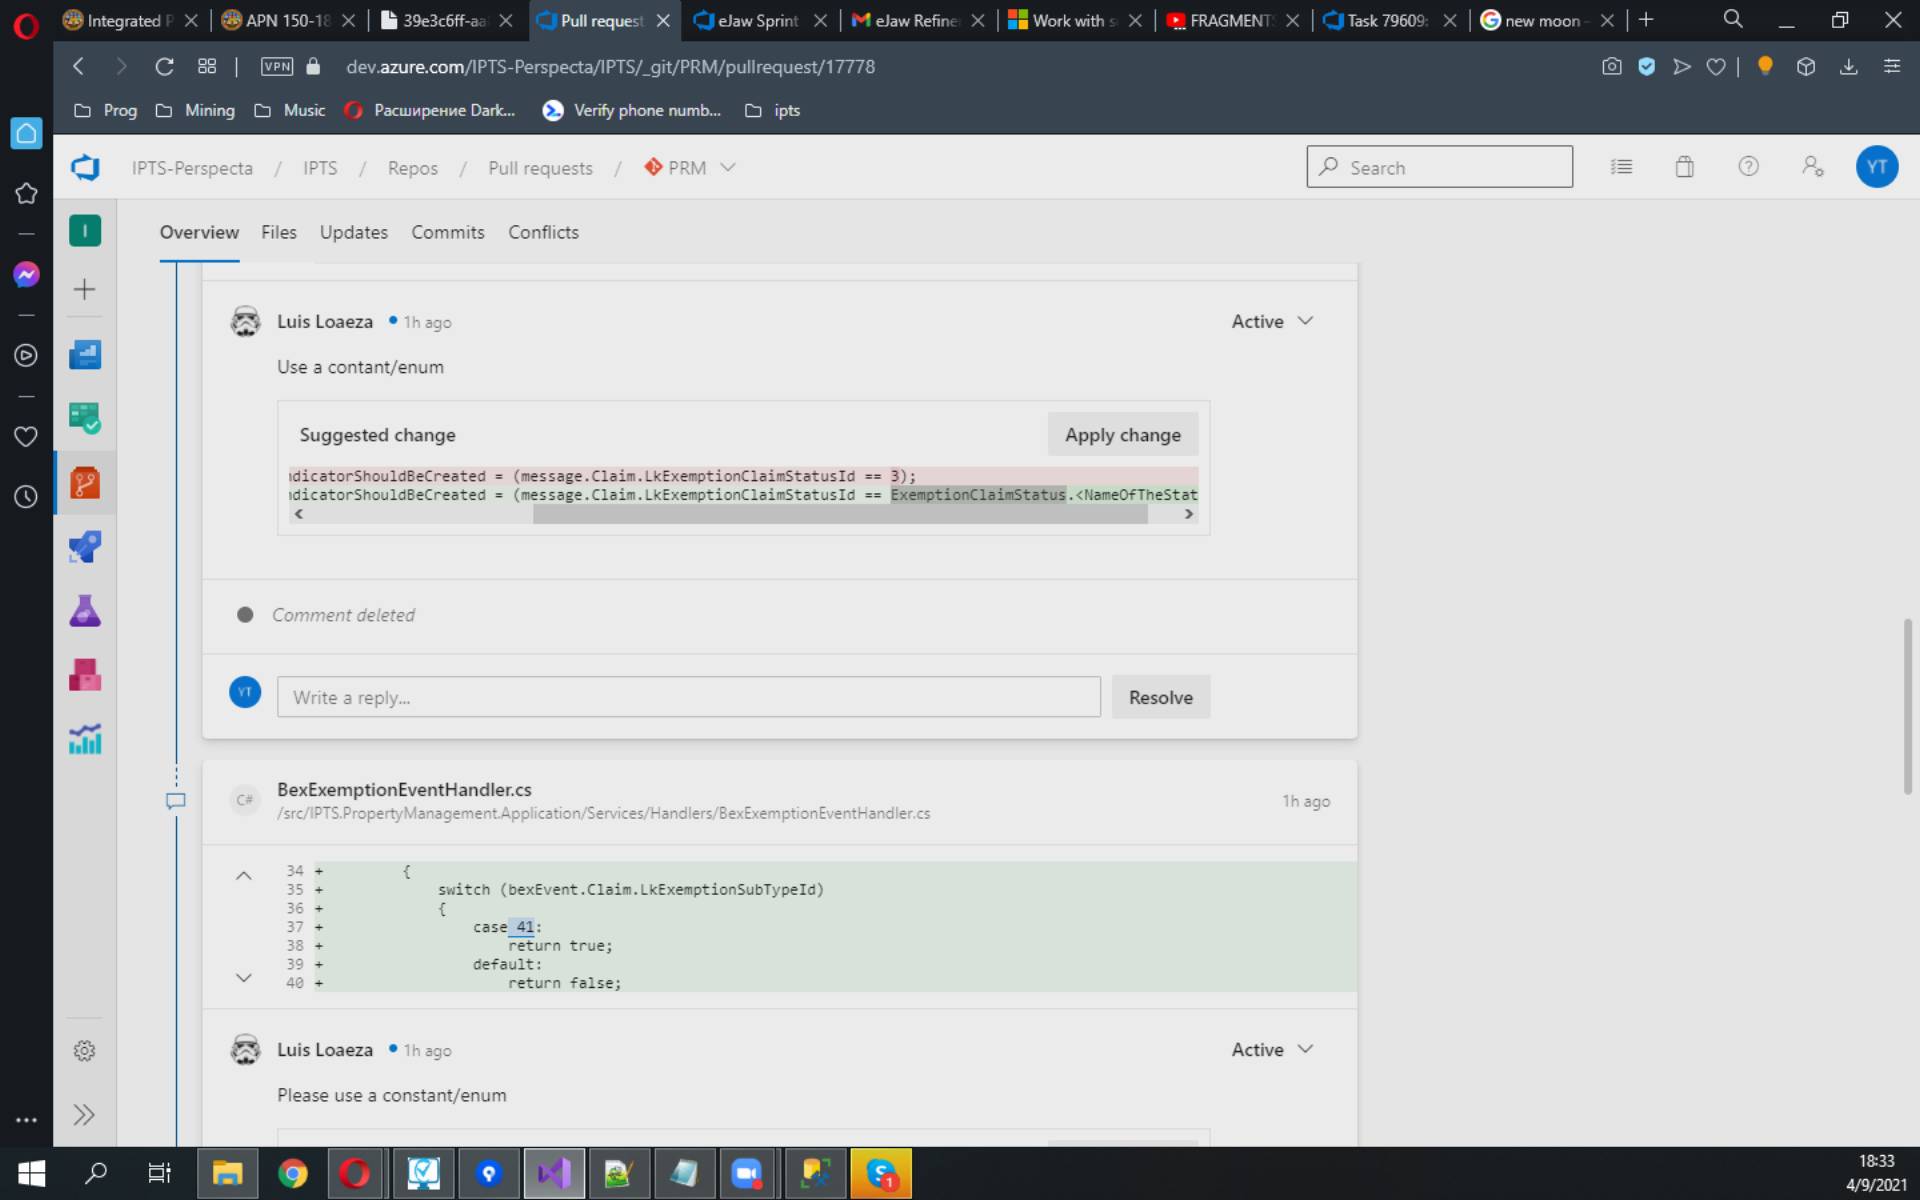 Integrated P
APN 150-18
39e3c6ff-aa
Pull request
eJaw Sprint
eJaw Refine
Work with s
FRAGMENTS
Task 79609:
new moon -
VPN
dev.azure.com/IPTS-Perspecta/IPTS/_git/PRM/pullrequest/17778
Prog
Mining
Music
Расширение Dark...
Verify phone numb...
ipts
IPTS-Perspecta / IPTS / Repos / Pull requests / PRM
Search
YT
I
Overview Files Updates Commits Conflicts
Luis Loaeza 1h ago
Active
Use a contant/enum
Suggested change
Apply change
ndicatorShouldBeCreated = (message.Claim.LkExemptionClaimStatusId == 3);
ndicatorShouldBeCreated = (message.Claim.LkExemptionClaimStatusId == ExemptionClaimStatus.<NameOfTheStat
Comment deleted
YT
Write a reply...
Resolve
C#
BexExemptionEventHandler.cs
/src/IPTS.PropertyManagement.Application/Services/Handlers/BexExemptionEventHandler.cs
1h ago
34 + {
35 + switch (bexEvent.Claim.LkExemptionSubTypeId)
36 + {
37 + case 41:
38 + return true;
39 + default:
40 + return false;
Luis Loaeza 1h ago
Active
Please use a constant/enum
1
18:33
4/9/2021